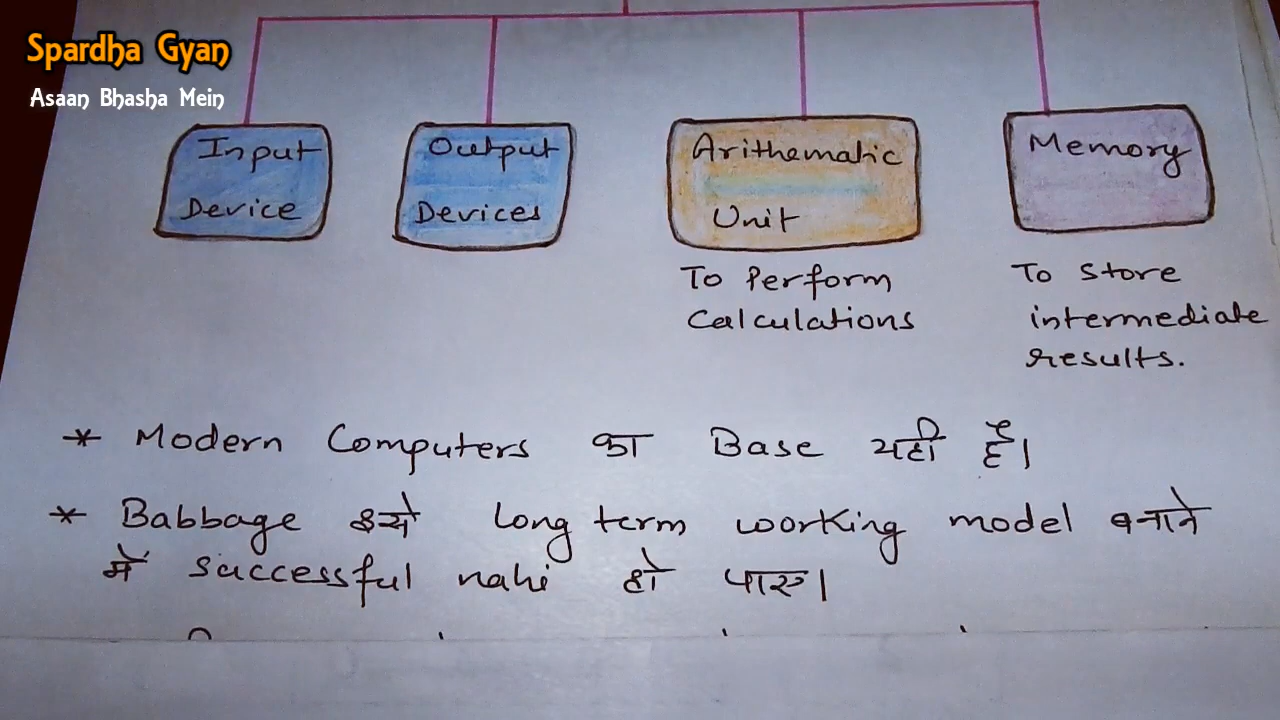 Spardha Gyan
Asaan Bhasha Mein
Input
Device
Output
Devices
Arithematic
Unit
To Perform
Calculations
Memory
To Store
intermediate
results.
* Modern Computers का Base यही है।
* Babbage इसे long term working model बनाने
में successful nahi हो पाए।